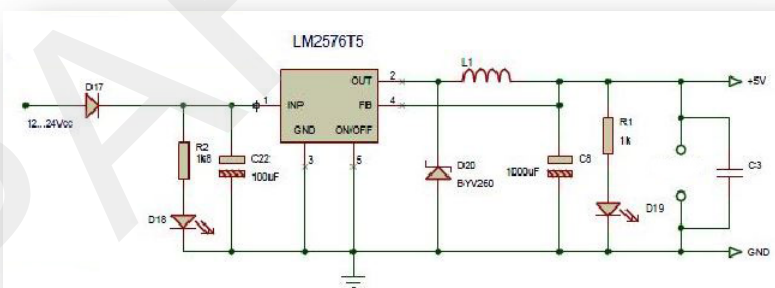 LM2576T5
D17
L1
OUT 2
+5V
1 INP
FB 4
12...24Vcc
GND ON/OFF
R2
1k8
C22
100uF
3
5
D20
BYV260
1000uF
C8
R1
1k
C3
D18
D19
GND